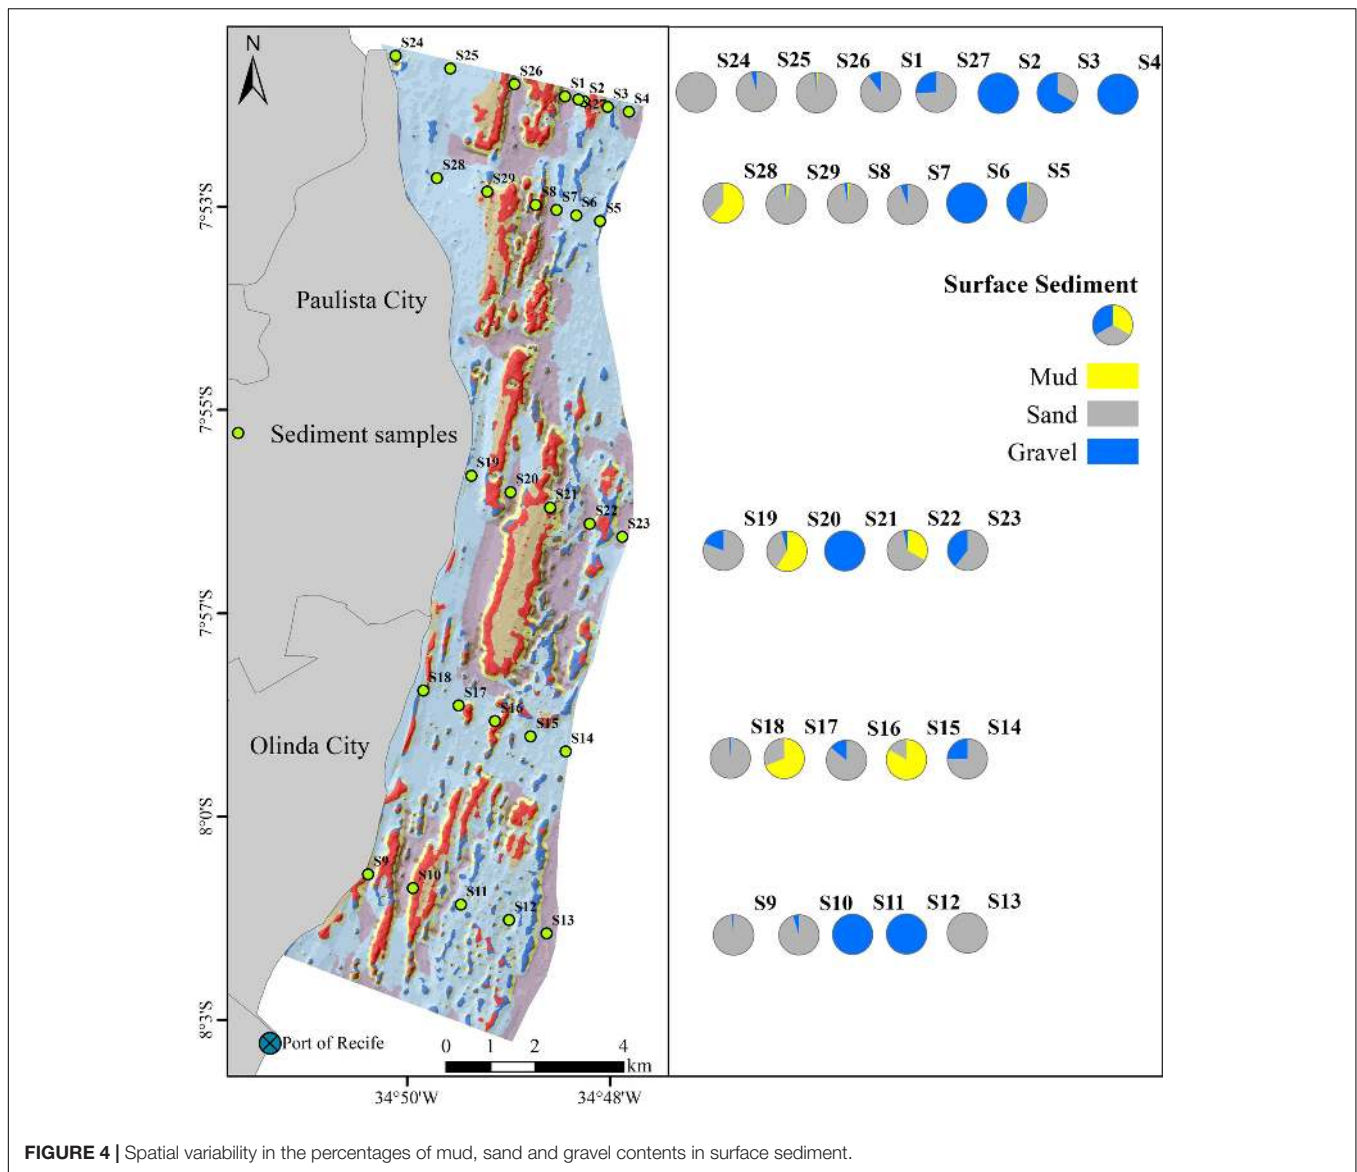 N
S24
S25
S26
S1
S2
S27
S3
S4
S28
S29
S8
S7
S6
S5
7°53'S
Paulista City
7°55'S
Sediment samples
S19
S20
S21
S22
S23
7°57'S
S18
S17
S16
S15
S14
Olinda City
8°0'S
S9
S10
S11
S12
S13
8°3'S
Port of Recife
0 1 2 4
km
34°50'W 34°48'W
S24 S25 S26 S1 S27 S2 S3 S4
S28 S29 S8 S7 S6 S5
Surface Sediment
Mud
Sand
Gravel
S19 S20 S21 S22 S23
S18 S17 S16 S15 S14
S9 S10 S11 S12 S13
FIGURE 4 | Spatial variability in the percentages of mud, sand and gravel contents in surface sediment.